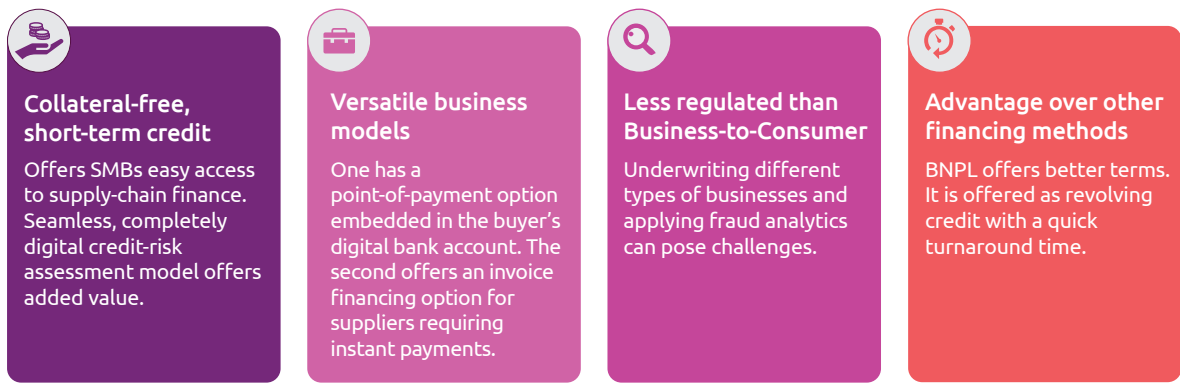 Collateral-free,
short-term credit
Offers SMBs easy access
to supply-chain finance.
Seamless, completely
digital credit-risk
assessment model offers
added value.
Versatile business
models
One has a
point-of-payment option
embedded in the buyer’s
digital bank account. The
second offers an invoice
financing option for
suppliers requiring
instant payments.
Less regulated than
Business-to-Consumer
Underwriting different
types of businesses and
applying fraud analytics
can pose challenges.
Advantage over other
financing methods
BNPL offers better terms.
It is offered as revolving
credit with a quick
turnaround time.